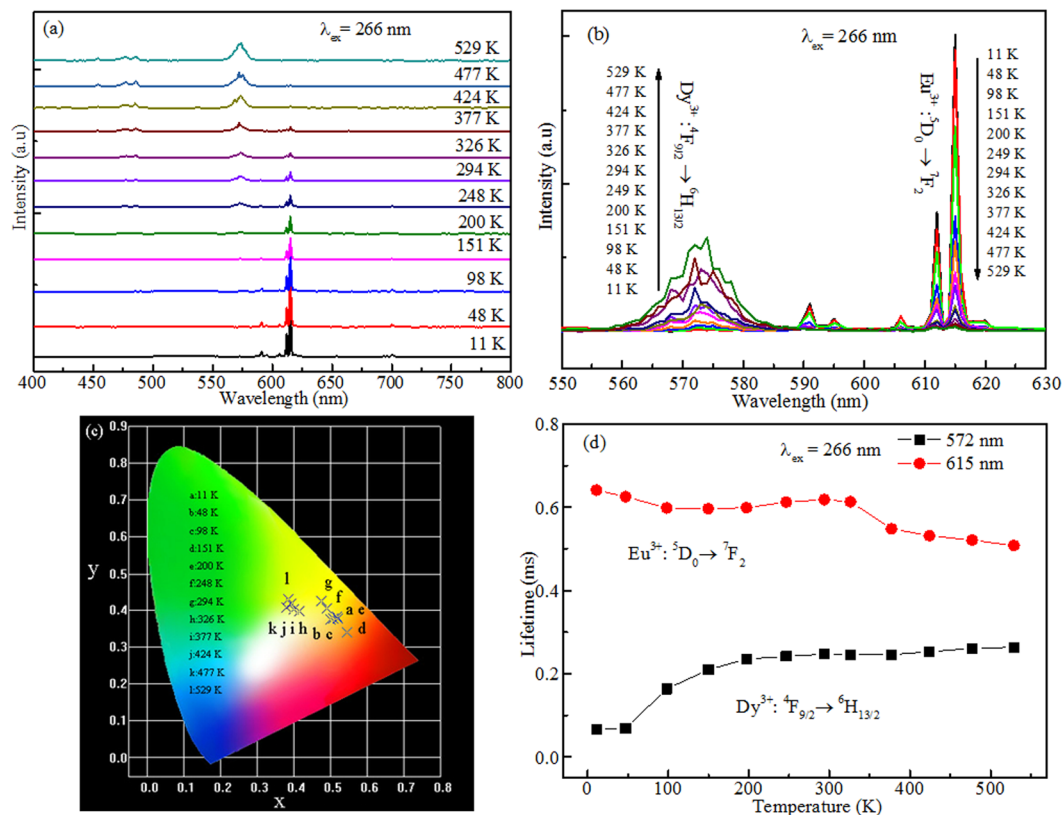 (a)
λex = 266 nm
529 K
477 K
424 K
377 K
326 K
294 K
248 K
200 K
151 K
98 K
48 K
11 K
Intensity (a.u)
400 450 500 550 600 650 700 750 800
Wavelength (nm)
(b)
λex = 266 nm
529 K
477 K
424 K
377 K
326 K
294 K
249 K
200 K
151 K
98 K
48 K
11 K
Dy3+ : 4F9/2 → 6H13/2
Eu3+ : 5D0 → 7F2
11 K
48 K
98 K
151 K
200 K
249 K
294 K
326 K
377 K
424 K
477 K
529 K
Intensity (a.u)
550 560 570 580 590 600 610 620 630
Wavelength (nm)
(c)
0.9
0.8
0.7
0.6
0.5
0.4
0.3
0.2
0.1
0.0
y
a:11 K
b:48 K
c:98 K
d:151 K
e:200 K
f:248 K
g:294 K
h:326 K
i:377 K
j:424 K
k:477 K
l:529 K
l g
f
a e
k j i h b c d
0.0 0.1 0.2 0.3 0.4 0.5 0.6 0.7 0.8
X
(d)
λex = 266 nm
572 nm
615 nm
0.8
0.6
0.4
0.2
0.0
Lifetime (ms)
Eu3+: 5D0→ 7F2
Dy3+: 4F9/2→ 6H13/2
0 100 200 300 400 500
Temperature (K)